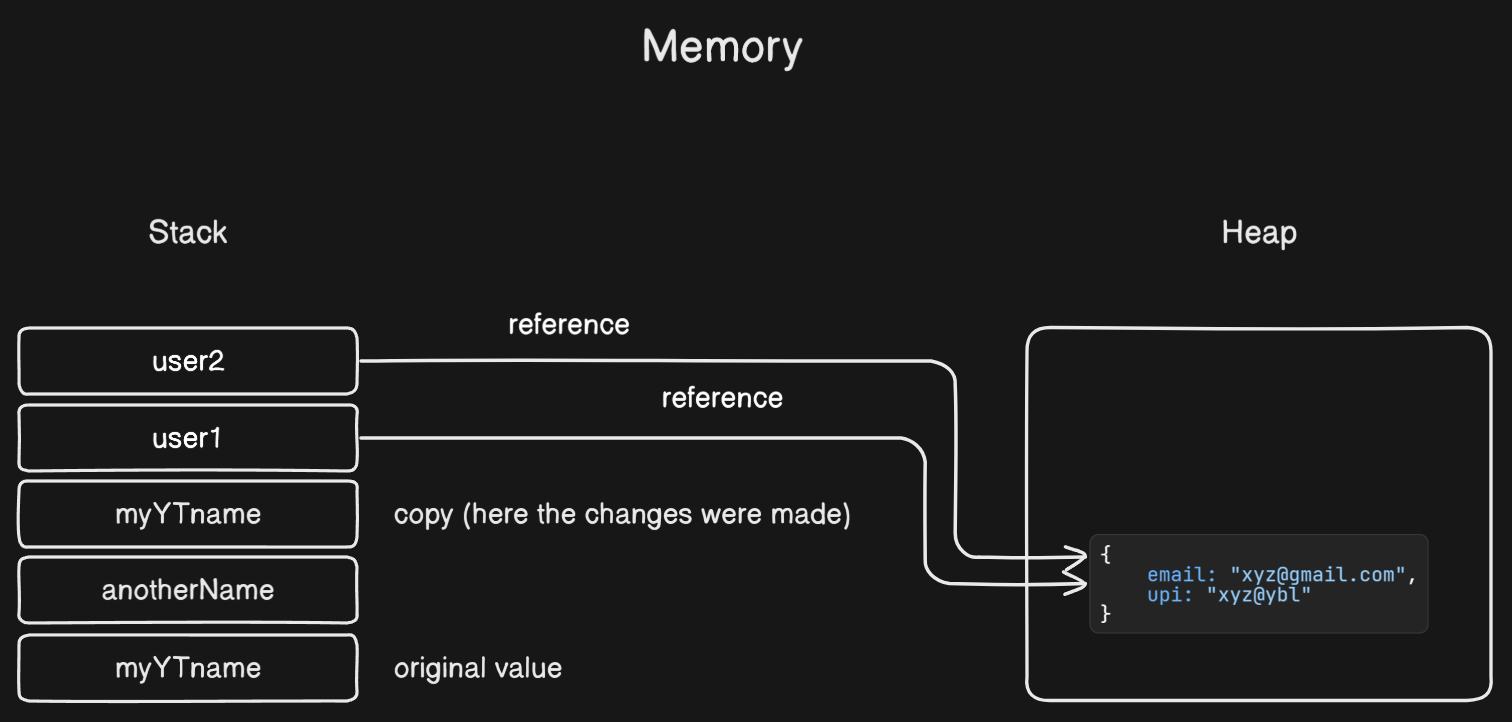 Memory
Stack
Heap
reference
user2
reference
user1
myYTname
copy (here the changes were made)
anotherName
{
email: "xyz@gmail.com",
upi: "xyz@ybl"
}
myYTname
original value